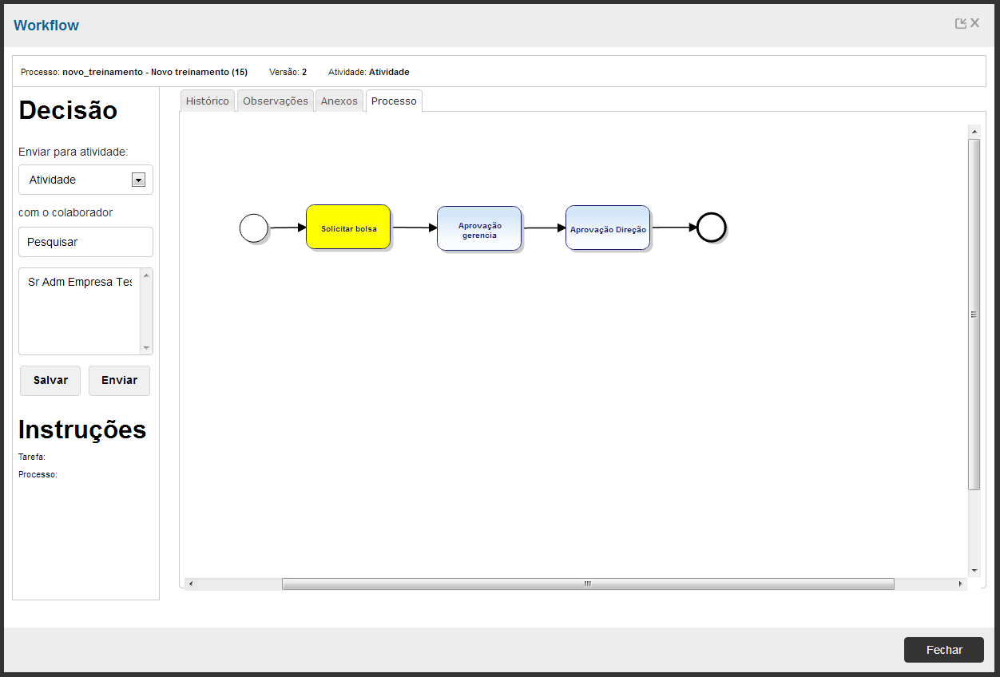 Workflow
Processo: novo_treinamento - Novo treinamento (15) Versão: 2 Atividade: Atividade
Decisão
Enviar para atividade:
Atividade
com o colaborador
Pesquisar
Sr Adm Empresa Tes
Salvar Enviar
Instruções
Tarefa:
Processo:
Histórico Observações Anexos Processo
Solicitar bolsa
Aprovação
gerencia
Aprovação Direção
Fechar